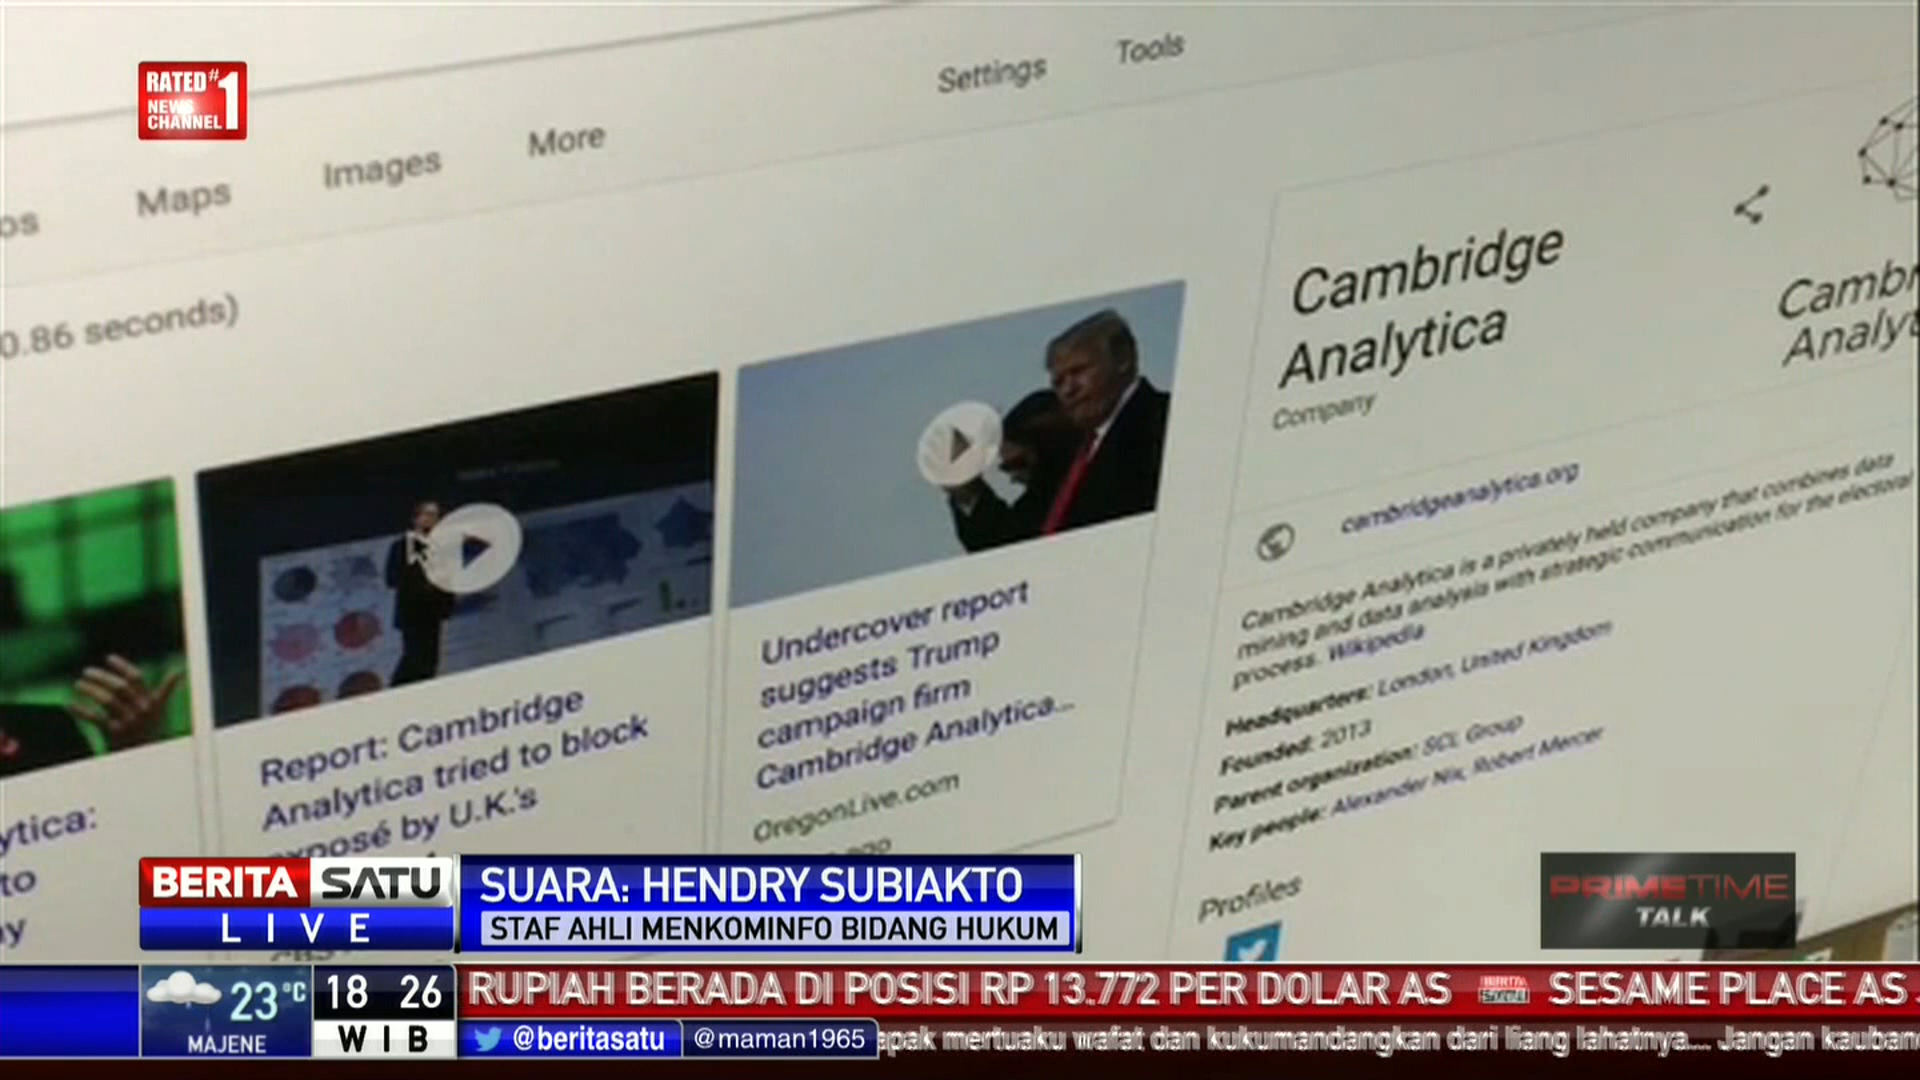 RATED #1
NEWS
CHANNEL
Settings
Tools
os
Maps
Images
More
0.86 seconds)
Cambridge
Analytica
Company
Cambr
Analyt
cambridgeanalytica.org
Cambridge Analytica is a privately held company that combines data
mining and data analysis with strategic communication for the electoral
process. Wikipedia
Headquarters: London, United Kingdom
Founded: 2013
Parent organization: SCL Group
Key people: Alexander Nix, Robert Mercer
Profiles
ytica:
to
y
Report: Cambridge
Analytica tried to block
exposé by U.K.'s
Undercover report
suggests Trump
campaign firm
Cambridge Analytica...
OregonLive.com
ago
BERITA SATU
LIVE
SUARA: HENDRY SUBIAKTO
STAF AHLI MENKOMINFO BIDANG HUKUM
PRIMETIME
TALK
23°C
MAJENE
18 26
WIB
RUPIAH BERADA DI POSISI RP 13.772 PER DOLAR AS
BERITA
SATU
SESAME PLACE AS
@beritasatu
@maman1965
apak mertuaku wafat dan kukumandangkan dari liang lahatnya.... Jangan kauban